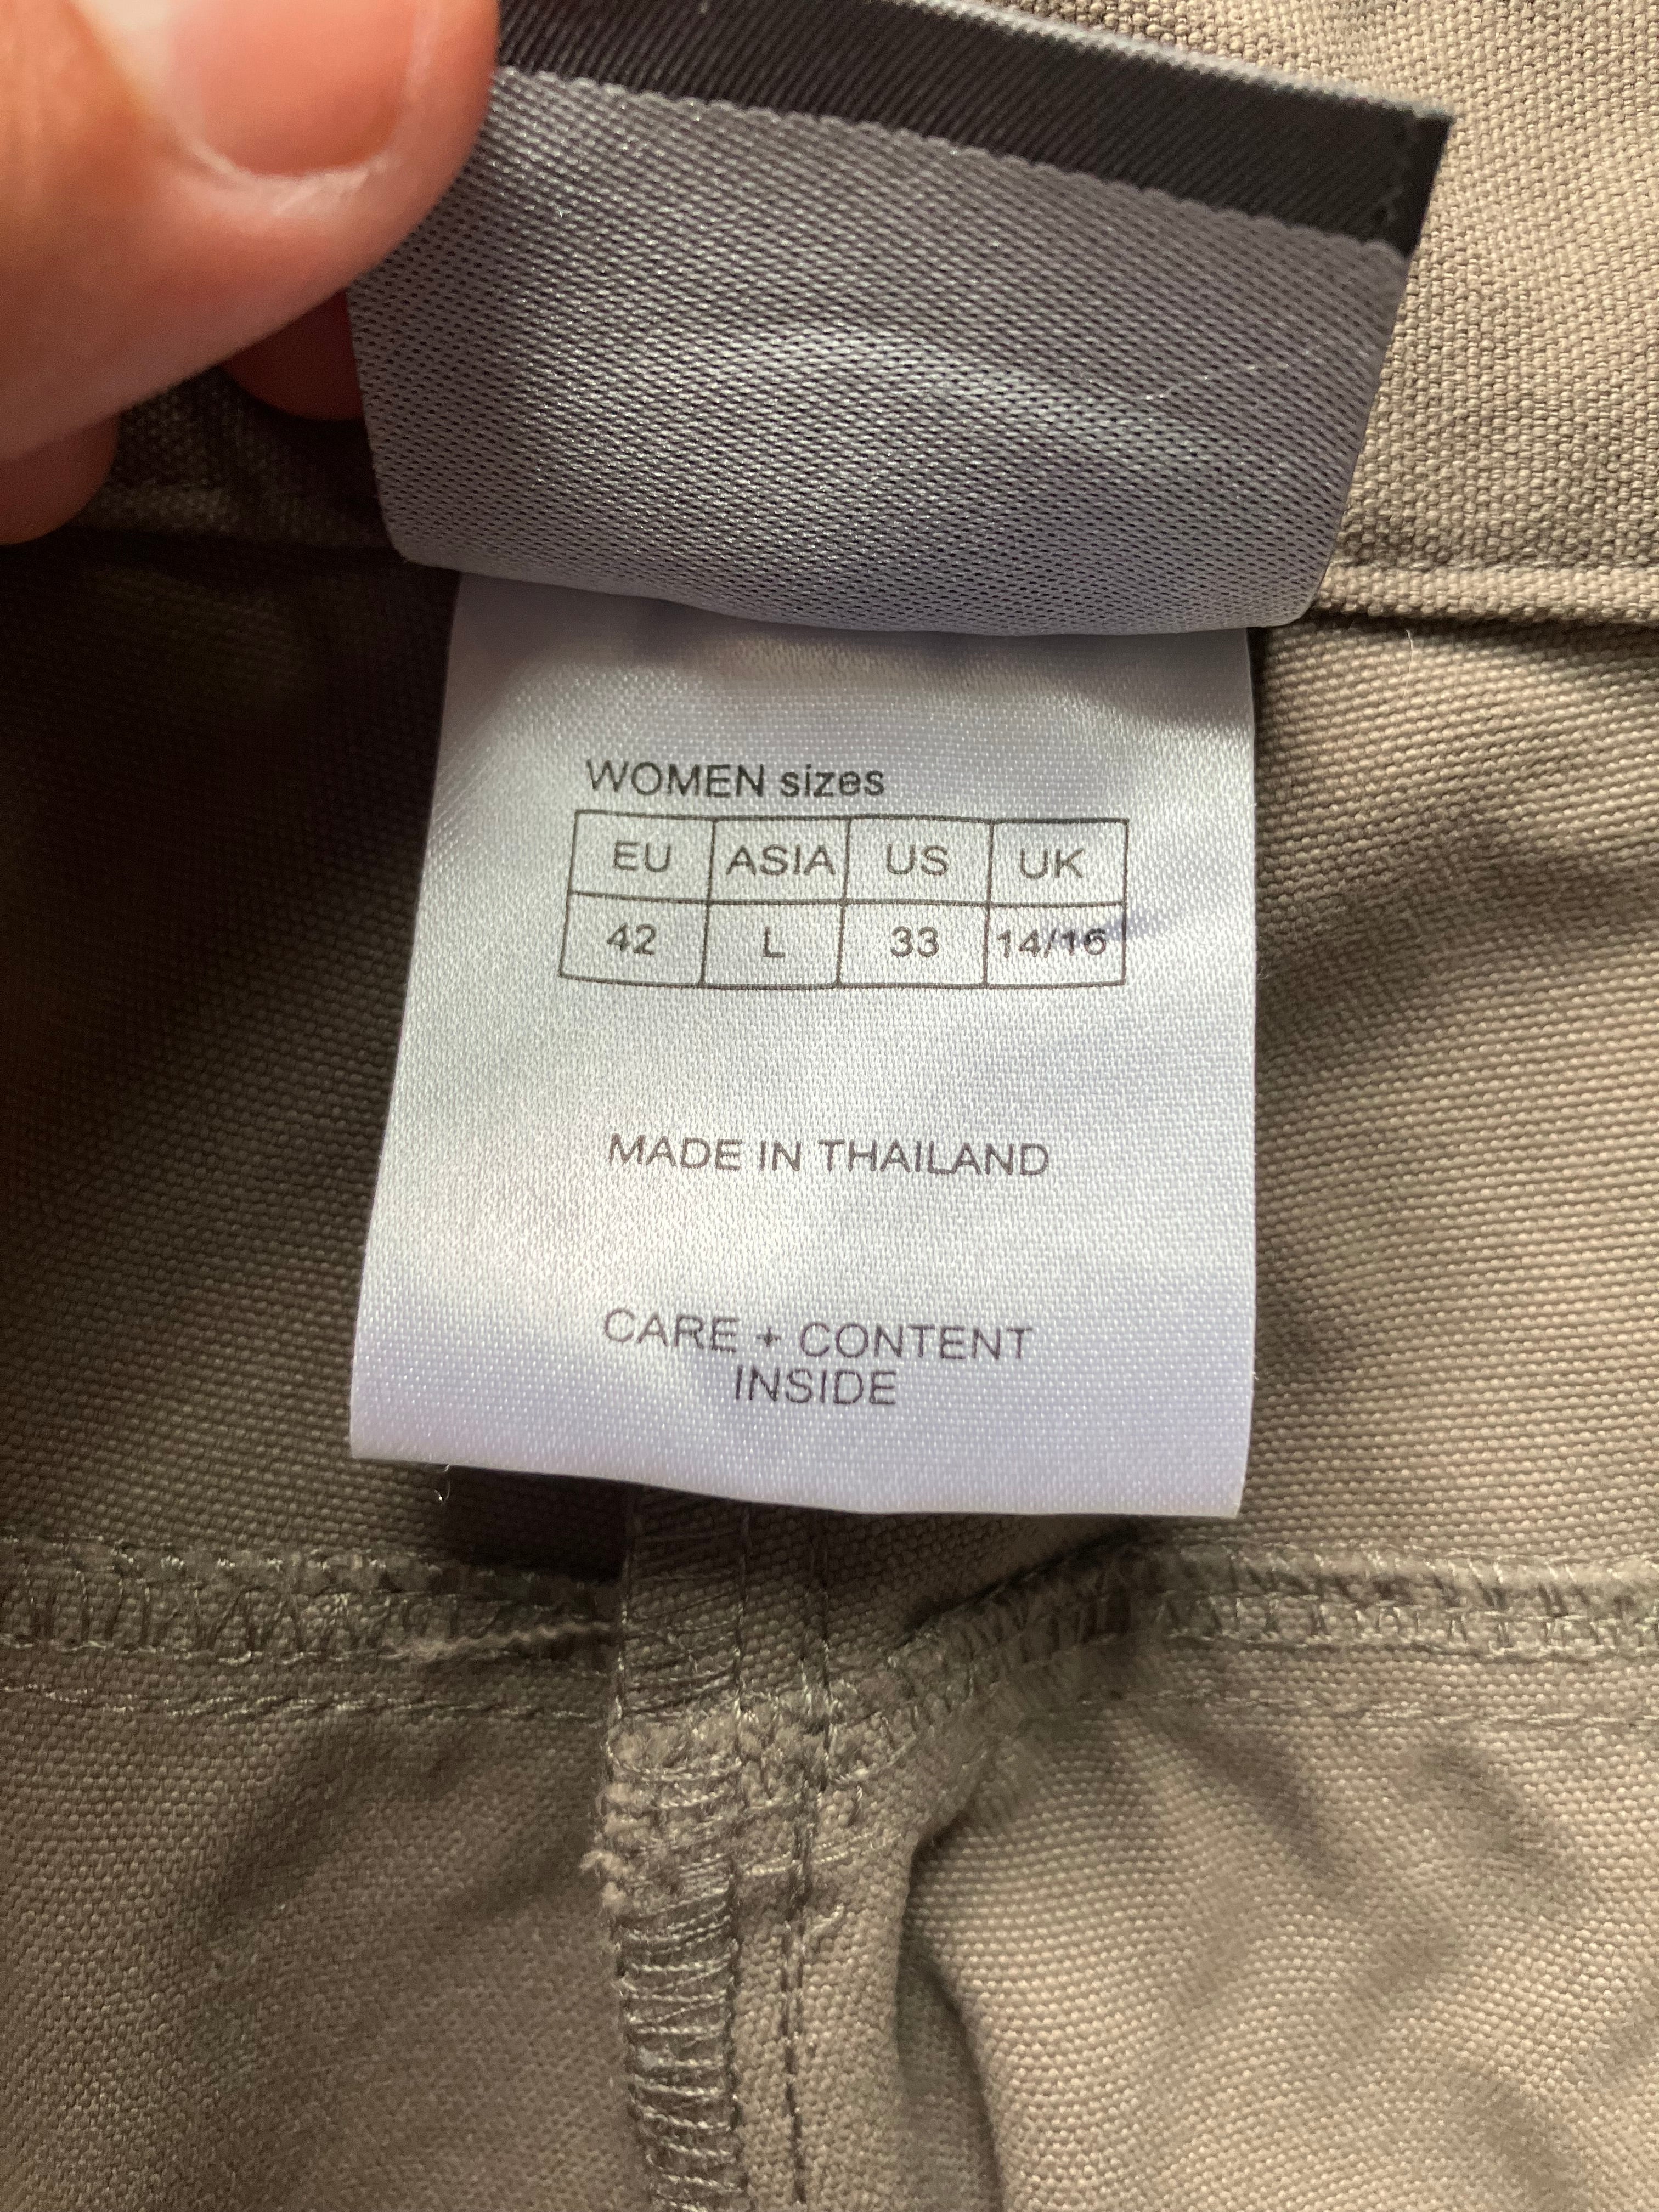 WOMEN sizes
EU ASIA US UK
42 L 33 14/16
MADE IN THAILAND
CARE + CONTENT
INSIDE